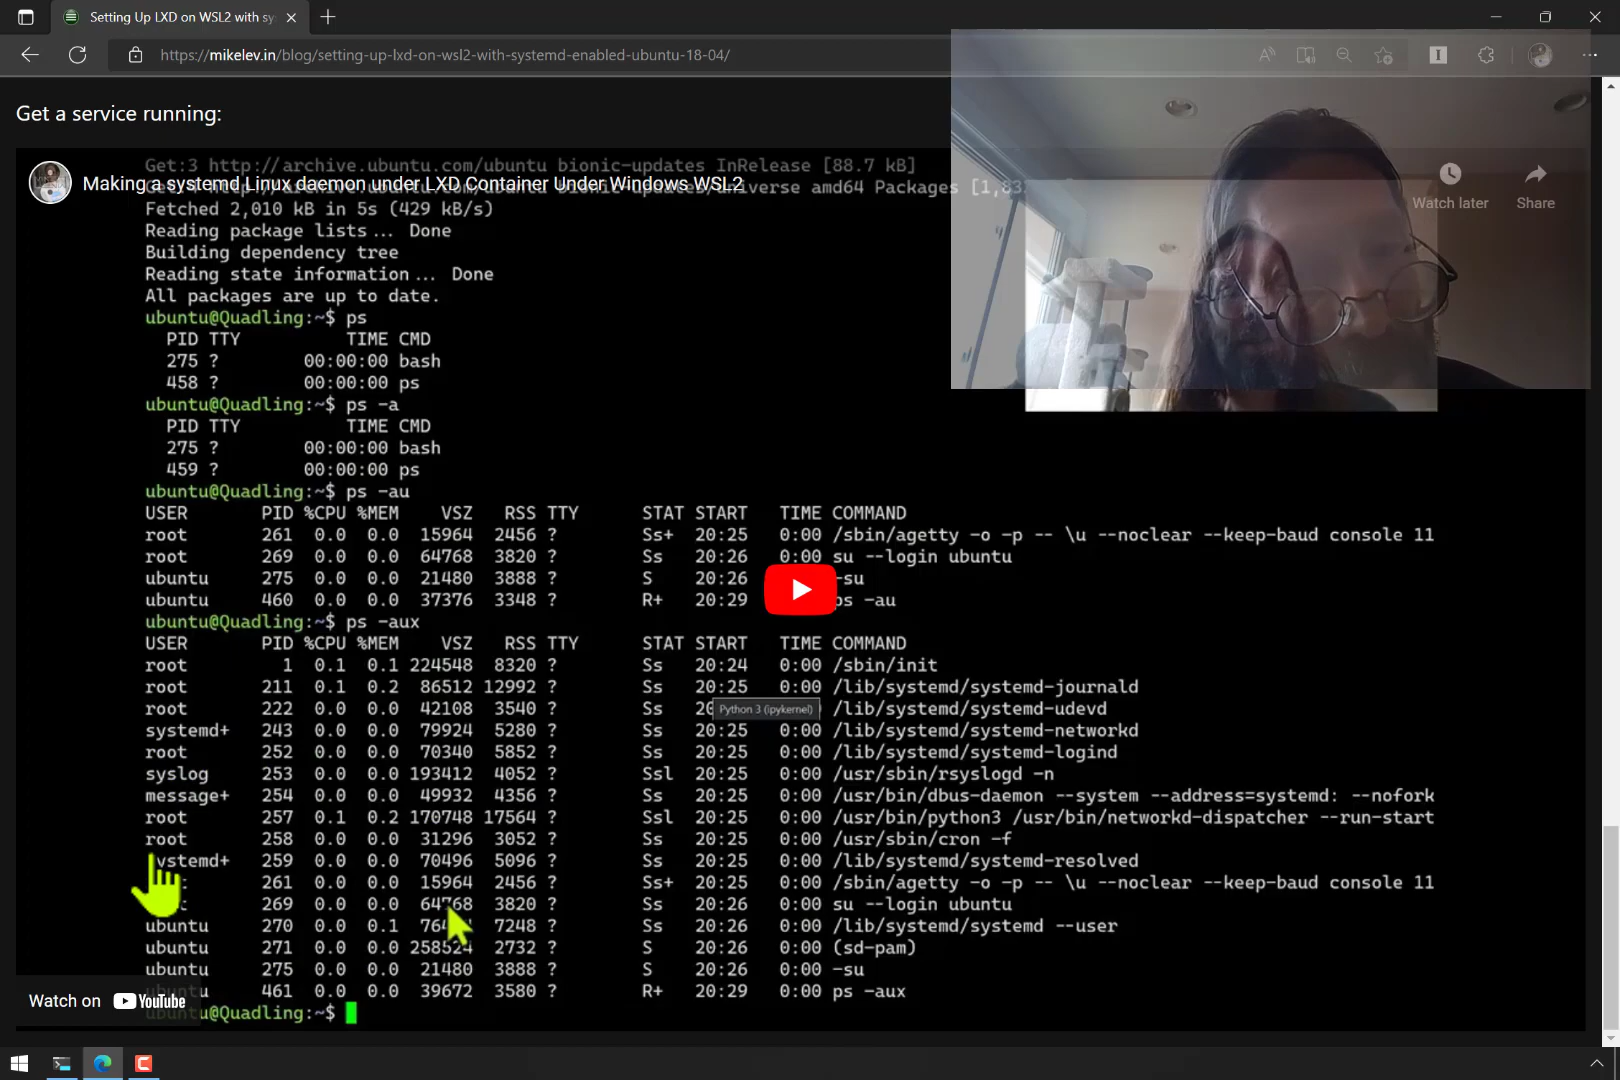 Setting Up LXD on WSL2 with sy
https://mikelev.in/blog/setting-up-lxd-on-wsl2-with-systemd-enabled-ubuntu-18-04/
Get a service running:
Get:3 http://archive.ubuntu.com/ubuntu bionic-updates InRelease [88.7 kB]
Making a systemd Linux daemon under LXD Container Under Windows WSL2
amd64 Packages
Watch later
Share
Fetched 2,010 kB in 5s (429 kB/s)
Reading package lists... Done
Building dependency tree
Reading state information... Done
All packages are up to date.
ubuntu@Quadling:~$ ps
PID TTY TIME CMD
275 ? 00:00:00 bash
458 ? 00:00:00 ps
ubuntu@Quadling:~$ ps -a
PID TTY TIME CMD
275 ? 00:00:00 bash
459 ? 00:00:00 ps
ubuntu@Quadling:~$ ps -au
USER PID %CPU %MEM VSZ RSS TTY STAT START TIME COMMAND
root 261 0.0 0.0 15964 2456 ? Ss+ 20:25 0:00 /sbin/agetty -o -p -- \u --noclear --keep-baud console 11
root 269 0.0 0.0 64768 3820 ? Ss 20:26 0:00 su --login ubuntu
ubuntu 275 0.0 0.0 21480 3888 ? S 20:26 -su
ubuntu 460 0.0 0.0 37376 3348 ? R+ 20:29 ps -au
ubuntu@Quadling:~$ ps -aux
USER PID %CPU %MEM VSZ RSS TTY STAT START TIME COMMAND
root 1 0.1 0.1 224548 8320 ? Ss 20:24 0:00 /sbin/init
root 211 0.1 0.2 86512 12992 ? Ss 20:25 0:00 /lib/systemd/systemd-journald
root 222 0.0 0.0 42108 3540 ? Ss Python 3 (ipykernel) /lib/systemd/systemd-udevd
systemd+ 243 0.0 0.0 79924 5280 ? Ss 20:25 0:00 /lib/systemd/systemd-networkd
root 252 0.0 0.0 70340 5852 ? Ss 20:25 0:00 /lib/systemd/systemd-logind
syslog 253 0.0 0.0 193412 4052 ? Ssl 20:25 0:00 /usr/sbin/rsyslogd -n
message+ 254 0.0 0.0 49932 4356 ? Ss 20:25 0:00 /usr/bin/dbus-daemon --system --address=systemd: --nofork
root 257 0.1 0.2 170748 17564 ? Ssl 20:25 0:00 /usr/bin/python3 /usr/bin/networkd-dispatcher --run-start
root 258 0.0 0.0 31296 3052 ? Ss 20:25 0:00 /usr/sbin/cron -f
ystemd+ 259 0.0 0.0 70496 5096 ? Ss 20:25 0:00 /lib/systemd/systemd-resolved
261 0.0 0.0 15964 2456 ? Ss+ 20:25 0:00 /sbin/agetty -o -p -- \u --noclear --keep-baud console 11
269 0.0 0.0 64768 3820 ? Ss 20:26 0:00 su --login ubuntu
ubuntu 270 0.0 0.1 7248 ? Ss 20:26 0:00 /lib/systemd/systemd --user
ubuntu 271 0.0 0.0 258524 2732 ? S 20:26 0:00 (sd-pam)
ubuntu 275 0.0 0.0 21480 3888 ? S 20:26 0:00 -su
461 0.0 0.0 39672 3580 ? R+ 20:29 0:00 ps -aux
Watch on YouTube
ubuntu@Quadling:~$